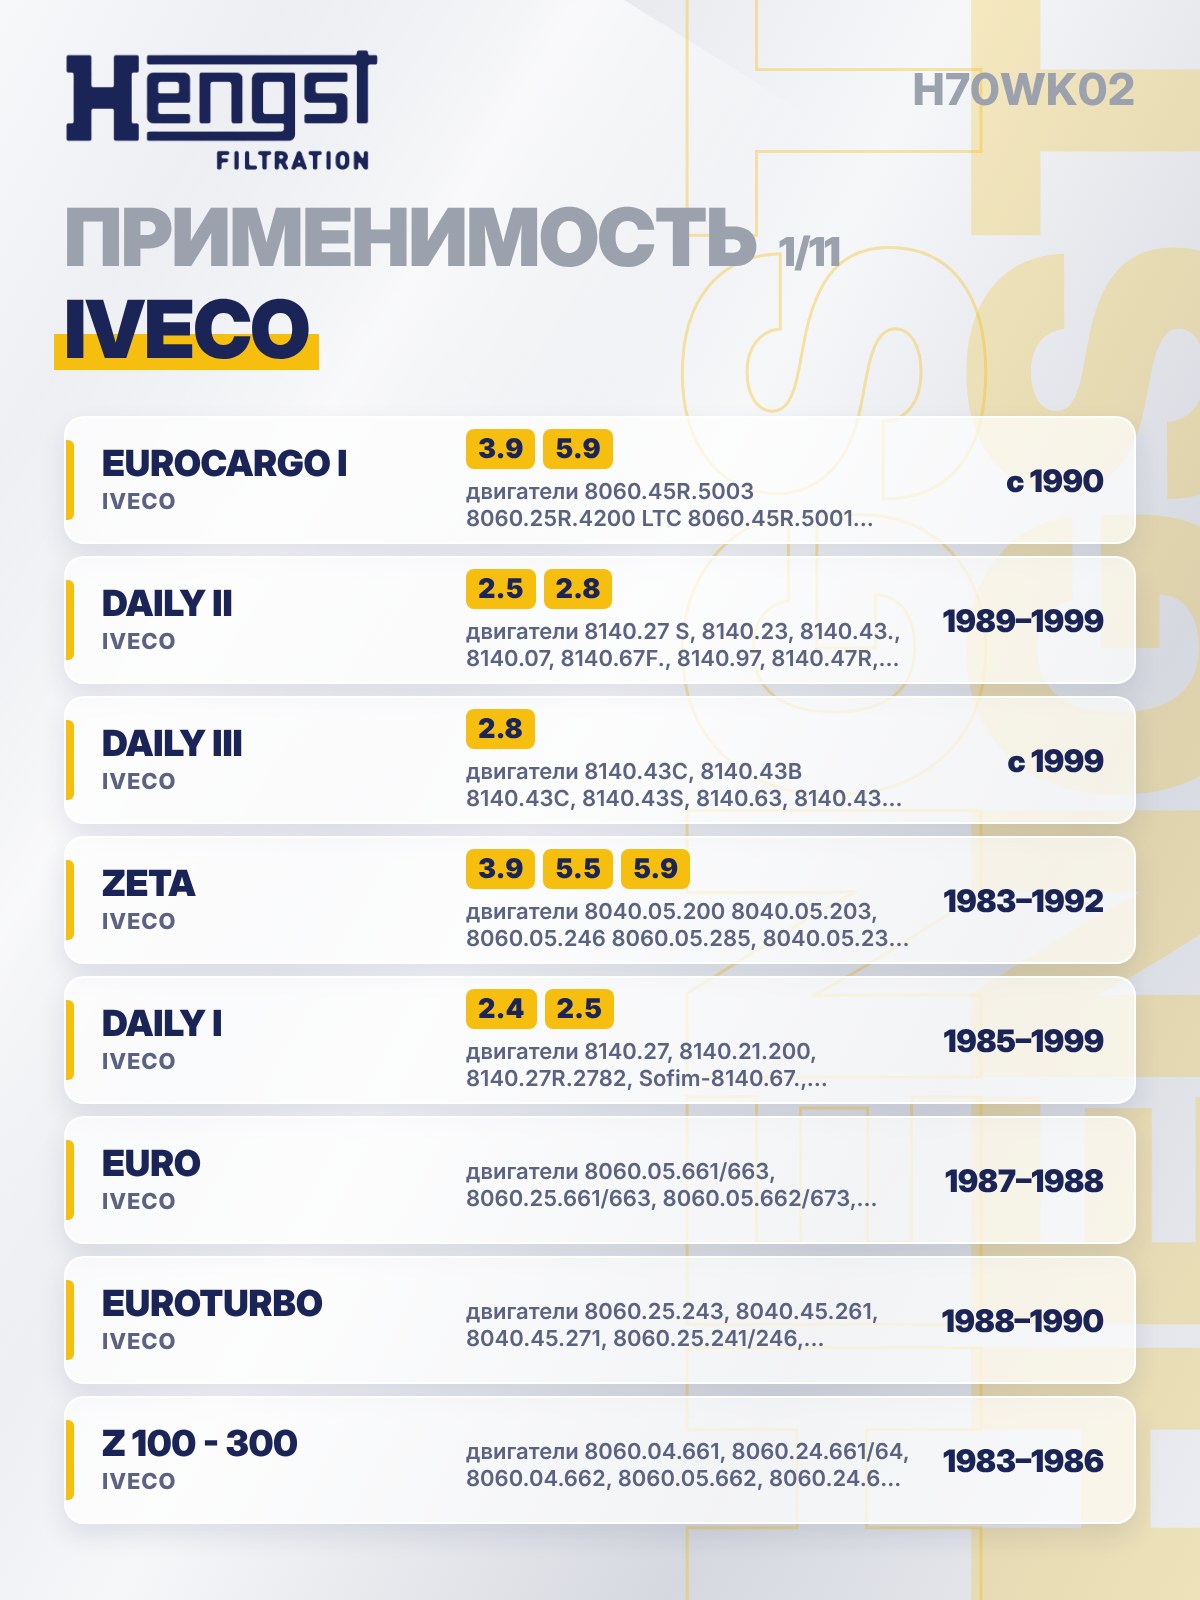 Hengst
FILTRATION
H70WK02
ПРИМЕНИМОСТЬ 1/11
IVECO
EUROCARGO I
IVECO
3.9 5.9
двигатели 8060.45R.5003
8060.25R.4200 LTC 8060.45R.5001...
с 1990
DAILY II
IVECO
2.5 2.8
двигатели 8140.27 S, 8140.23, 8140.43.,
8140.07, 8140.67F., 8140.97, 8140.47R,...
1989–1999
DAILY III
IVECO
2.8
двигатели 8140.43C, 8140.43B
8140.43C, 8140.43S, 8140.63, 8140.43...
с 1999
ZETA
IVECO
3.9 5.5 5.9
двигатели 8040.05.200 8040.05.203,
8060.05.246 8060.05.285, 8040.05.23...
1983–1992
DAILY I
IVECO
2.4 2.5
двигатели 8140.27, 8140.21.200,
8140.27R.2782, Sofim-8140.67.,...
1985–1999
EURO
IVECO
двигатели 8060.05.661/663,
8060.25.661/663, 8060.05.662/673,...
1987–1988
EUROTURBO
IVECO
двигатели 8060.25.243, 8040.45.261,
8040.45.271, 8060.25.241/246,...
1988–1990
Z 100 - 300
IVECO
двигатели 8060.04.661, 8060.24.661/64,
8060.04.662, 8060.05.662, 8060.24.6...
1983–1986
HENGST
HENGST